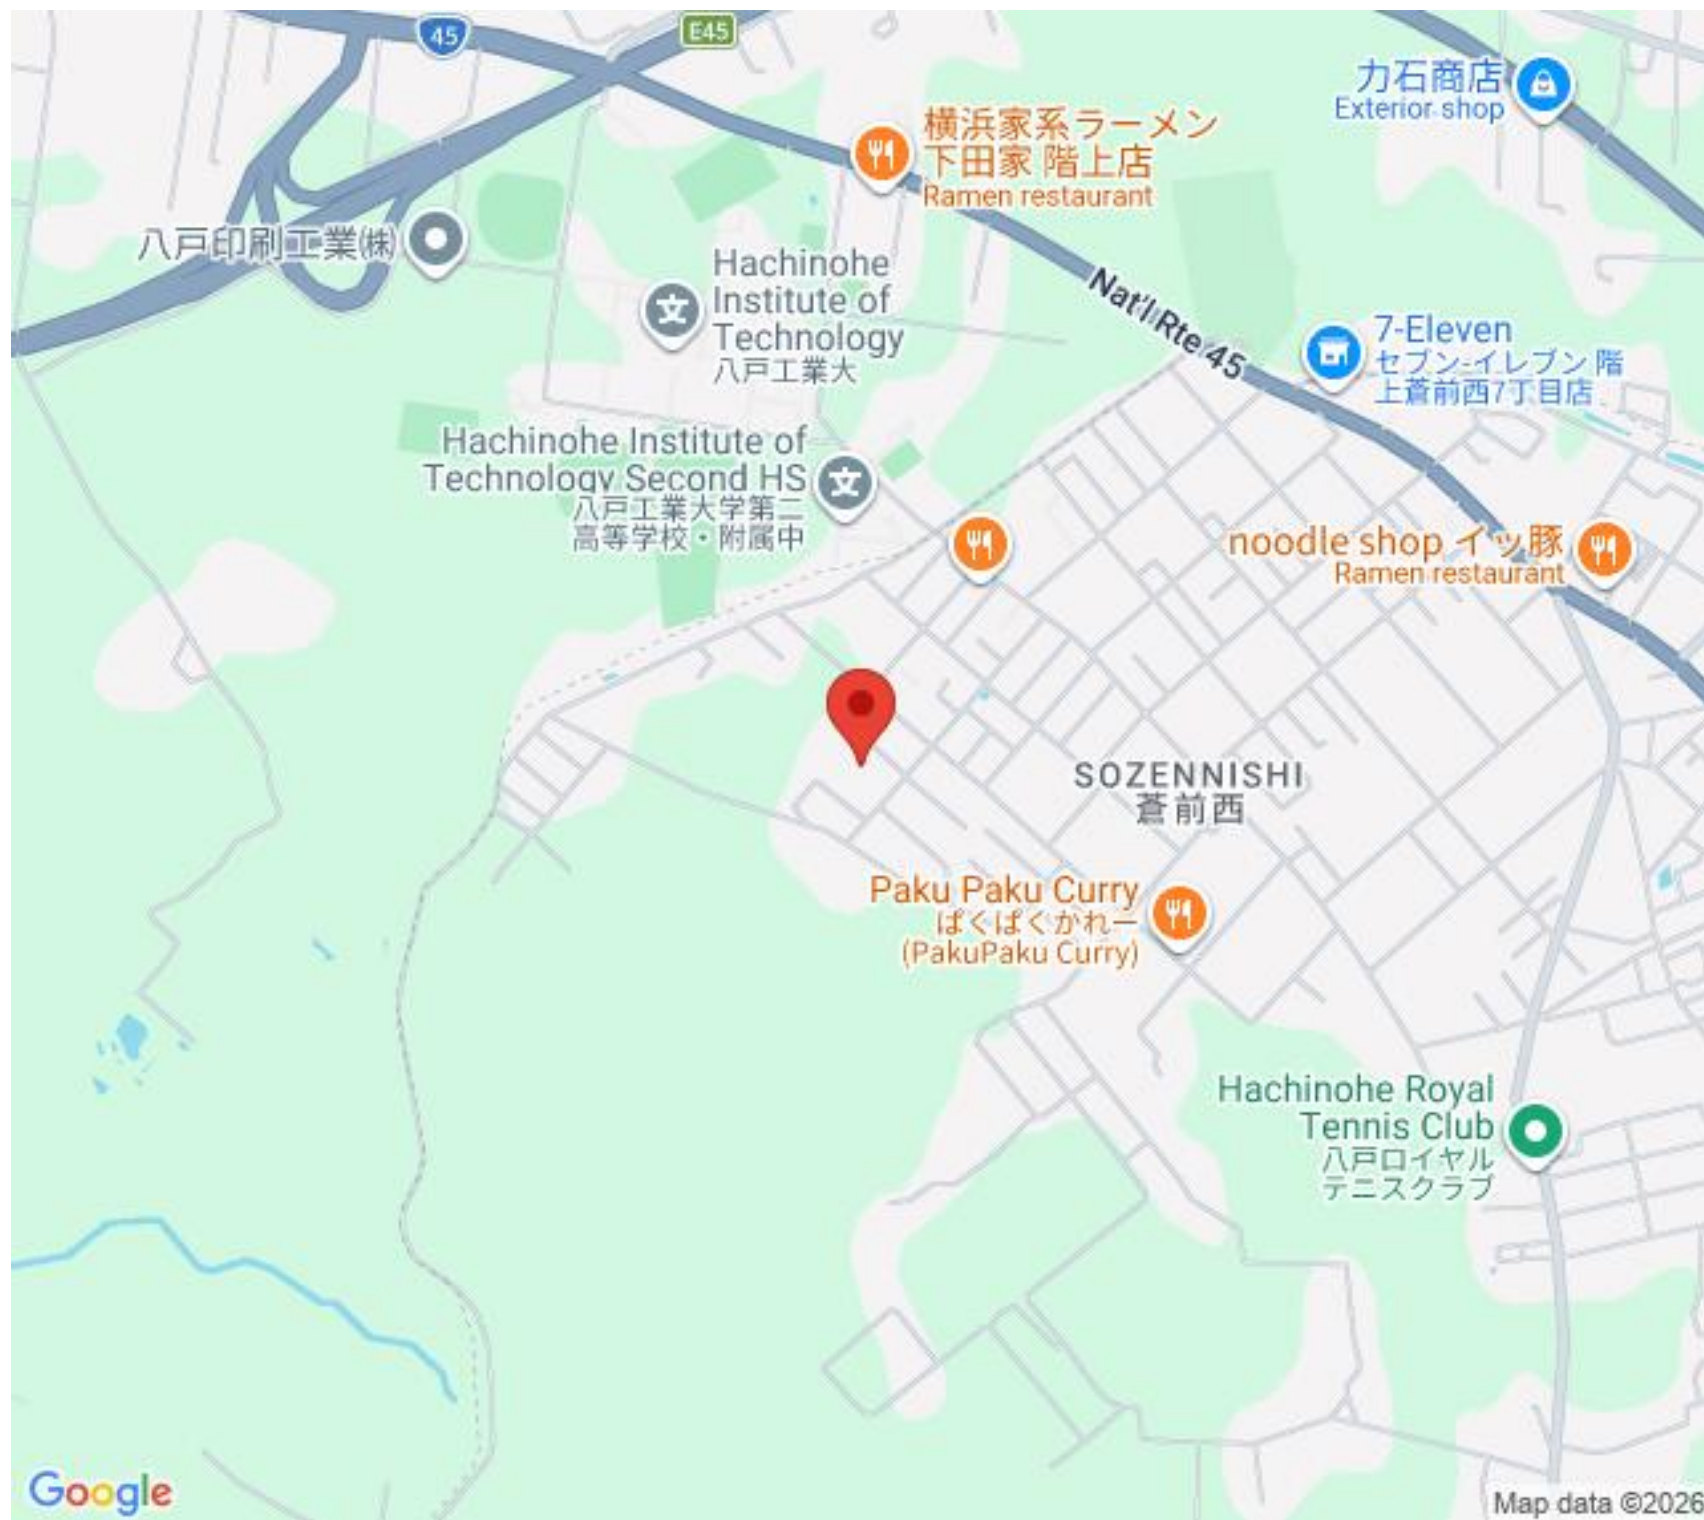 45
E45
力石商店
Exterior shop
横浜家系ラーメン
下田家 階上店
Ramen restaurant
八戸印刷工業㈱
Hachinohe
Institute of
Technology
八戸工業大
Nat'l Rte 45
7-Eleven
セブン-イレブン 階
上蒼前西7丁目店
Hachinohe Institute of
Technology Second HS
八戸工業大学第二
高等学校・附属中
noodle shop イッ豚
Ramen restaurant
SOZENNISHI
蒼前西
Paku Paku Curry
ぱくぱくかれー
(PakuPaku Curry)
Hachinohe Royal
Tennis Club
八戸ロイヤル
テニスクラブ
Google
Map data ©2026